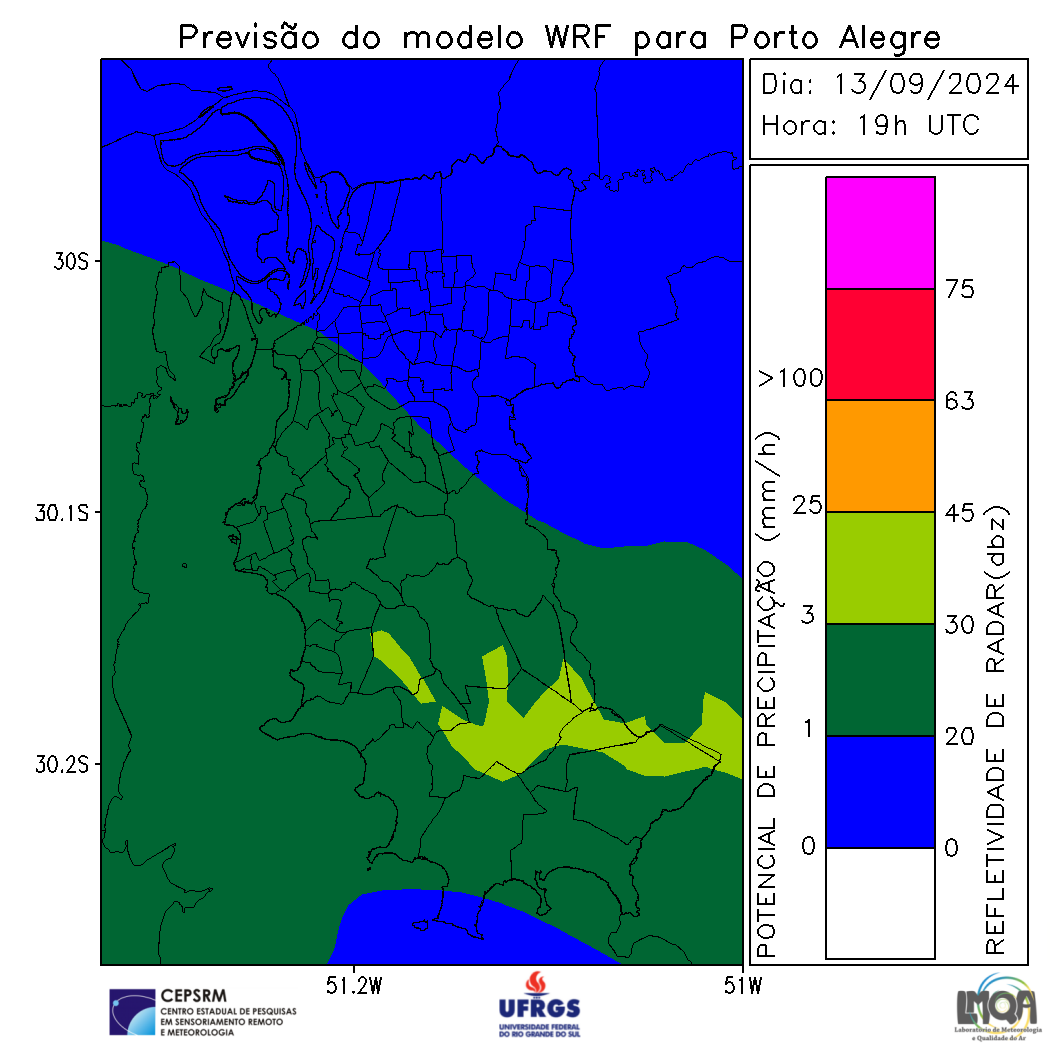 Previsão do modelo WRF para Porto Alegre
Dia: 13/09/2024
Hora: 19h UTC
30S
30.1S
30.2S
51.2W
51W
POTENCIAL DE PRECIPITAÇÃO (mm/h)
>100
25
3
1
0
75
63
45
30
20
0
REFLETIVIDADE DE RADAR(dbz)
CEPSRM
CENTRO ESTADUAL DE PESQUISAS
EM SENSORIAMENTO REMOTO
E METEOROLOGIA
UFRGS
UNIVERSIDADE FEDERAL
DO RIO GRANDE DO SUL
LMQA
Laboratório de Meteorologia
e Qualidade do Ar